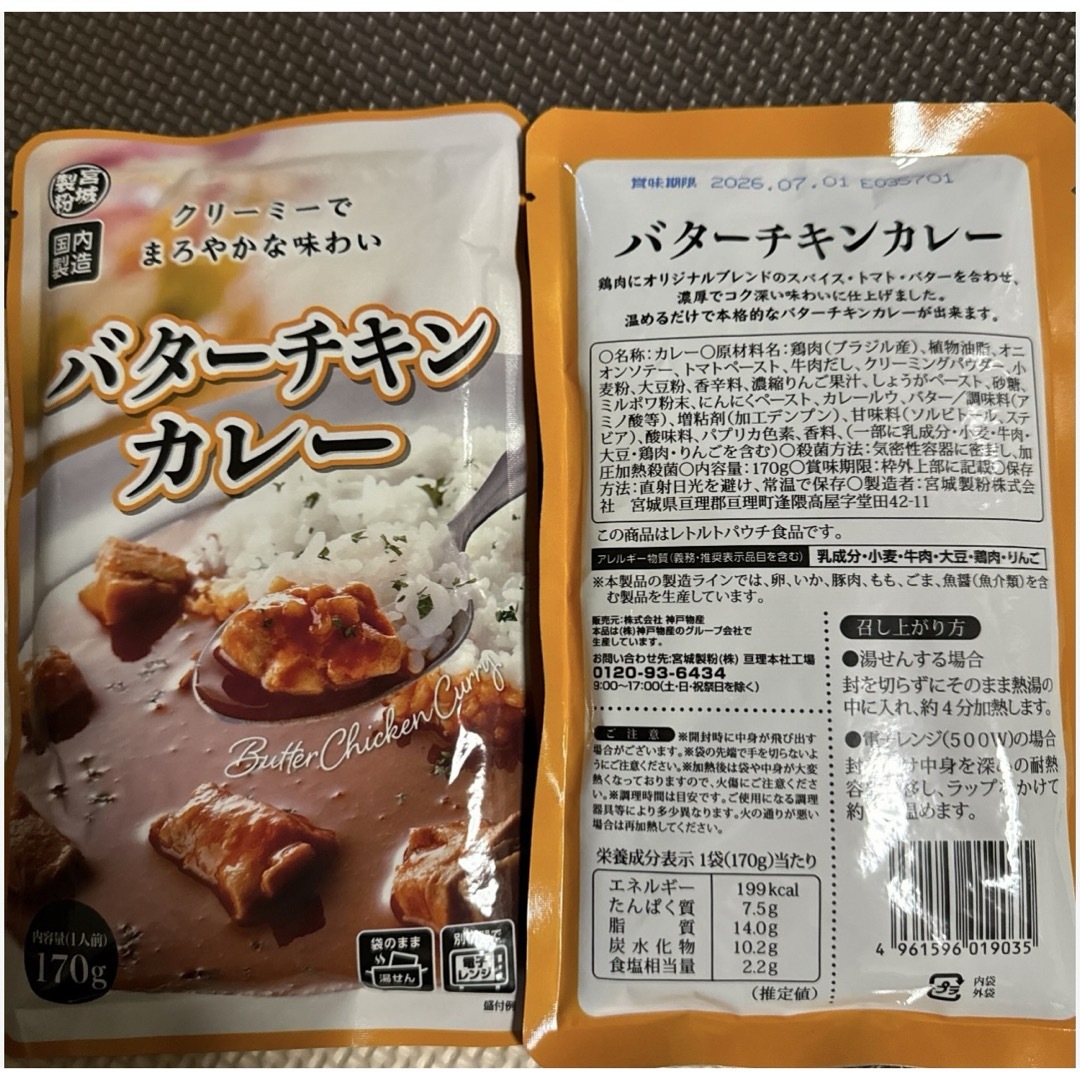 宮城
製粉
国内
製造
クリーミーで
まろやかな味わい
バターチキン
カレー
Butter Chicken Curry
内容量(1人前)
170g
袋のまま
湯せん
電子
レンジ
盛付例
賞味期限 2026.07.01 E035701
バターチキンカレー
鶏肉にオリジナルブレンドのスパイス・トマト・バターを合わせ、
濃厚でコク深い味わいに仕上げました。
温めるだけで本格的なバターチキンカレーが出来ます。
〇名称:カレー〇原材料名:鶏肉(ブラジル産)、植物油脂、オニ
オンソテー、トマトペースト、牛肉だし、クリーミングパウダー、小
麦粉、大豆粉、香辛料、濃縮りんご果汁、しょうがペースト、砂糖、
ミルポワ粉末、にんにくペースト、カレールウ、バター/調味料(ア
ミノ酸等)、増粘剤(加工デンプン)、甘味料(ソルビトール、ステ
ビア)、酸味料、パプリカ色素、香料、(一部に乳成分・小麦・牛肉・
大豆・鶏肉・りんごを含む)〇殺菌方法:気密性容器に密封し、加
圧加熱殺菌〇内容量:170g〇賞味期限:枠外上部に記載〇保存
方法:直射日光を避け、常温で保存〇製造者:宮城製粉株式会
社 宮城県亘理郡亘理町逢隈高屋字堂田42-11
この商品はレトルトパウチ食品です。
アレルギー物質(義務・推奨表示品目を含む) 乳成分・小麦・牛肉・大豆・鶏肉・りんご
※本製品の製造ラインでは、卵、いか、豚肉、もも、ごま、魚醤(魚介類)を含
む製品を生産しています。
販売元:株式会社 神戸物産
本品は(株)神戸物産のグループ会社で
生産しています。
お問い合わせ先:宮城製粉(株) 亘理本社工場
0120-93-6434
9:00~17:00(土・日・祝祭日を除く)
ご注意 ※開封時に中身が飛び出す
場合がございます。※袋の先端で手を切らないよ
うにご注意ください。※加熱後は袋や中身が大変
熱くなっておりますので、火傷にご注意くださ
い。※調理時間は目安です。ご使用になる調理
器具等により多少異なります。火の通りが悪い
場合は再加熱してください。
召し上がり方
●湯せんする場合
封を切らずにそのまま熱湯の
中に入れ、約4分加熱します。
●電子レンジ(500W)の場合
封 け中身を深 の耐熱
容 移し、ラップ かけて
約 温めます。
栄養成分表示 1袋(170g)当たり
エネルギー 199kcal
たんぱく質 7.5g
脂質 14.0g
炭水化物 10.2g
食塩相当量 2.2g
(推定値)
4 961596 019035
プラ
内袋
外袋